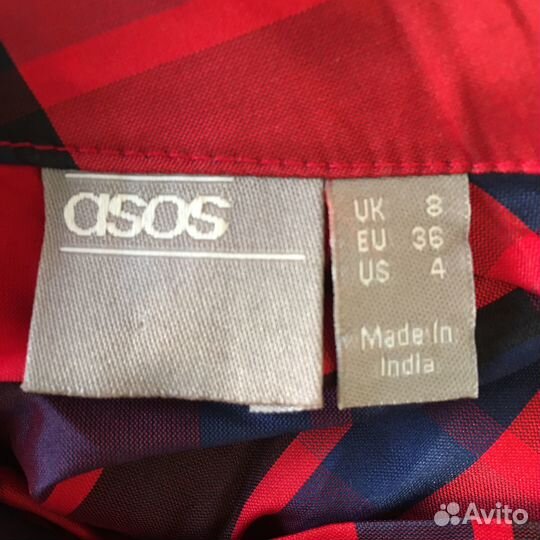 asos
UK 8
EU 36
US 4
Made In
India
Avito